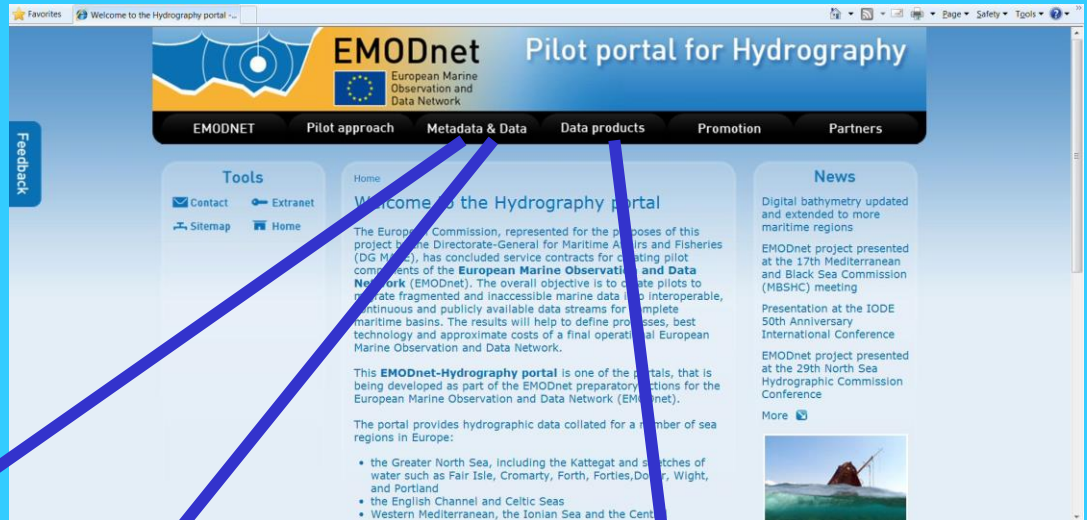 Favorites
Welcome to the Hydrography portal -...
Page
Safety
Tools
EMODnet
European Marine
Observation and
Data Network
Pilot portal for Hydrography
EMODNET
Pilot approach
Metadata & Data
Data products
Promotion
Partners
Feedback
Tools
Contact
Extranet
Sitemap
Home
Home
Welcome to the Hydrography portal
The European Commission, represented for the purposes of this
project by the Directorate-General for Maritime Affairs and Fisheries
(DG MARE), has concluded service contracts for creating pilot
components of the European Marine Observation and Data
Network (EMODnet). The overall objective is to create pilots to
migrate fragmented and inaccessible marine data into interoperable,
continuous and publicly available data streams for complete
maritime basins. The results will help to define processes, best
technology and approximate costs of a final operational European
Marine Observation and Data Network.
This EMODnet-Hydrography portal is one of the portals, that is
being developed as part of the EMODnet preparatory actions for the
European Marine Observation and Data Network (EMODnet).
The portal provides hydrographic data collated for a number of sea
regions in Europe:
• the Greater North Sea, including the Kattegat and stretches of
water such as Fair Isle, Cromarty, Forth, Forties,Dover, Wight,
and Portland
• the English Channel and Celtic Seas
• Western Mediterranean, the Ionian Sea and the Central
News
Digital bathymetry updated
and extended to more
maritime regions
EMODnet project presented
at the 17th Mediterranean
and Black Sea Commission
(MBSHC) meeting
Presentation at the IODE
50th Anniversary
International Conference
EMODnet project presented
at the 29th North Sea
Hydrographic Commission
Conference
More